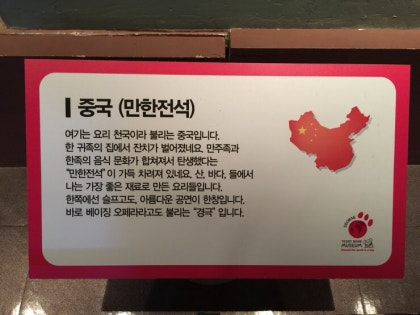 중국 (만한전석)
여기는 요리 천국이라 불리는 중국입니다.
한 귀족의 집에서 잔치가 벌어졌네요. 만주족과
한족의 음식 문화가 합쳐져서 탄생했다는
"만한전석"이 가득 차려져 있네요. 산, 바다, 들에서
나는 가장 좋은 재료로 만든 요리들입니다.
한쪽에선 슬프고도, 아름다운 공연이 한창입니다.
바로 베이징 오페라라고도 불리는 "경극" 입니다.
TEDDY BEAR
MUSEUM